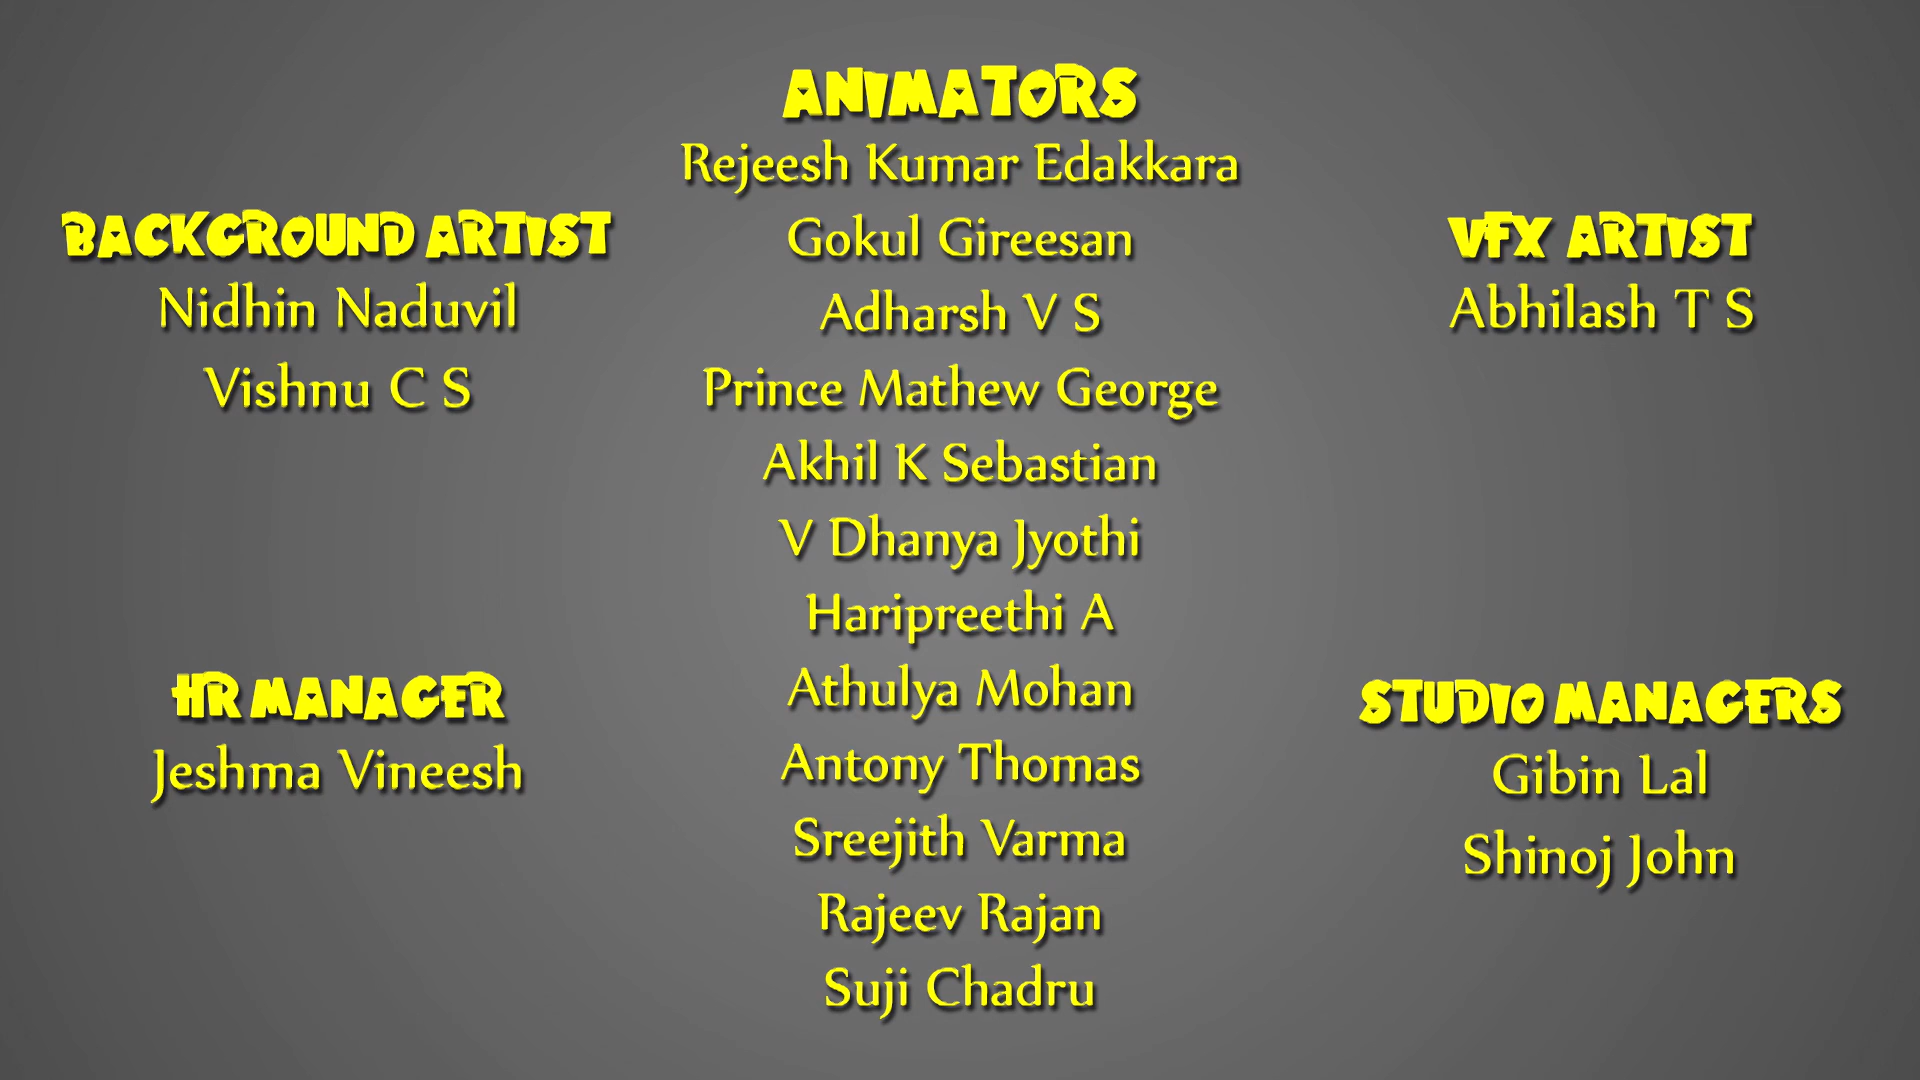 ANIMATORS
Rejeesh Kumar Edakkara
Gokul Gireesan
Adharsh V S
Prince Mathew George
Akhil K Sebastian
V Dhanya Jyothi
Haripreethi A
Athulya Mohan
Antony Thomas
Sreejith Varma
Rajeev Rajan
Suji Chadru
BACKGROUND ARTIST
Nidhin Naduvil
Vishnu C S
HR MANAGER
Jeshma Vineesh
VFX ARTIST
Abhilash T S
STUDIO MANAGERS
Gibin Lal
Shinoj John